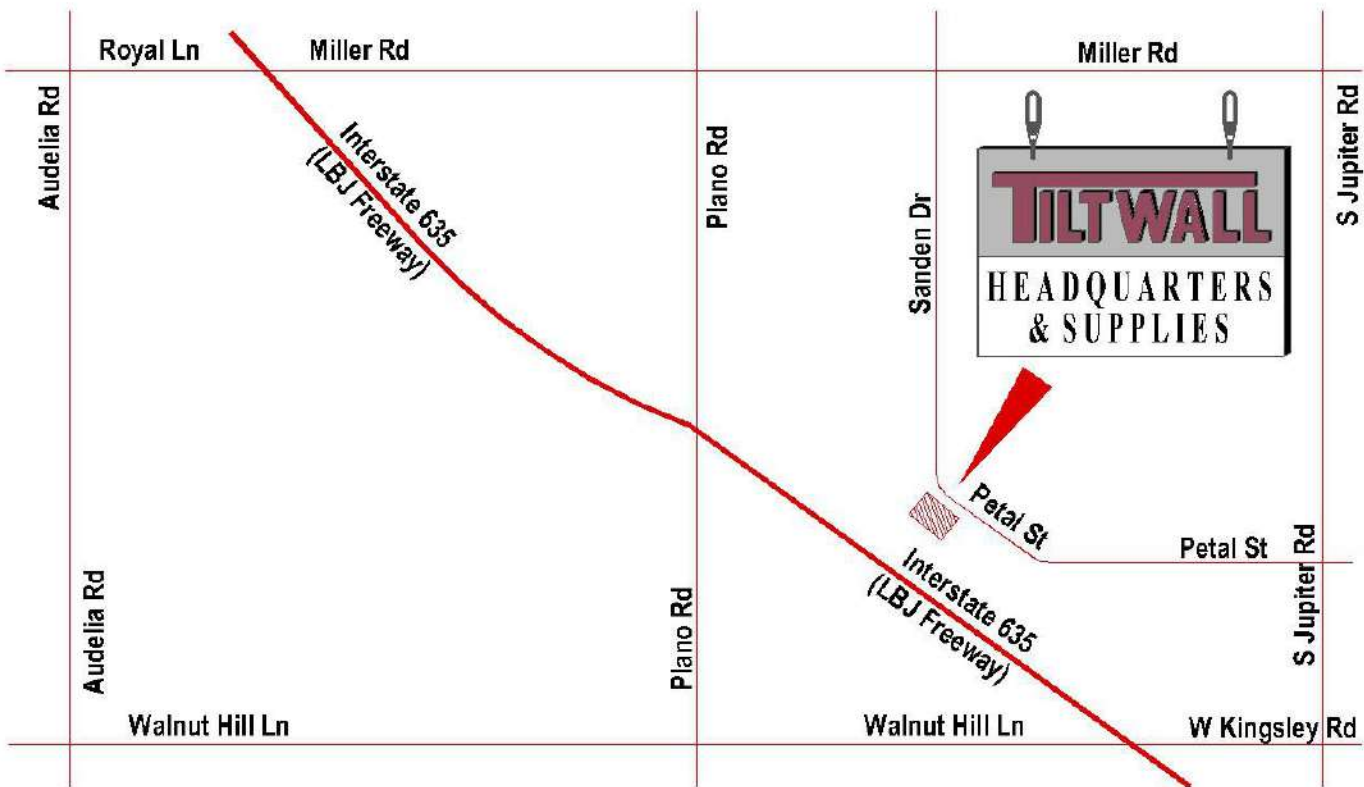 Royal Ln
Miller Rd
Miller Rd
Audelia Rd
Interstate 635
(LBJ Freeway)
Plano Rd
Sanden Dr
S Jupiter Rd
TILTWALL
HEADQUARTERS
& SUPPLIES
Petal St
Petal St
Interstate 635
(LBJ Freeway)
Audelia Rd
Plano Rd
S Jupiter Rd
Walnut Hill Ln
Walnut Hill Ln
W Kingsley Rd